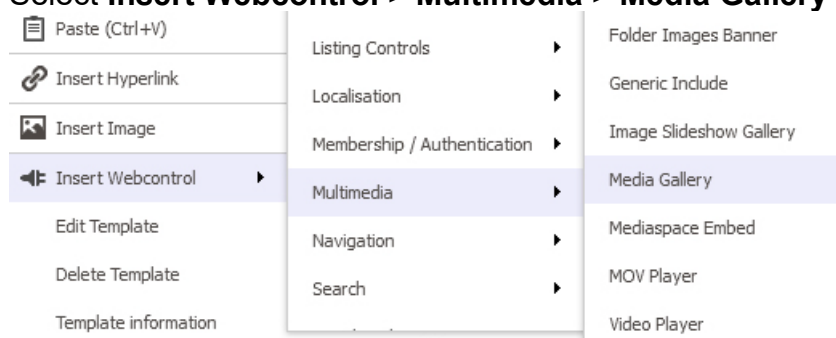 Select Insert Webcontrol > Multimedia > Media Gallery
Paste (Ctrl+V)
Insert Hyperlink
Insert Image
Insert Webcontrol
Edit Template
Delete Template
Template information
Listing Controls
Localisation
Membership / Authentication
Multimedia
Navigation
Search
Folder Images Banner
Generic Include
Image Slideshow Gallery
Media Gallery
Mediaspace Embed
MOV Player
Video Player